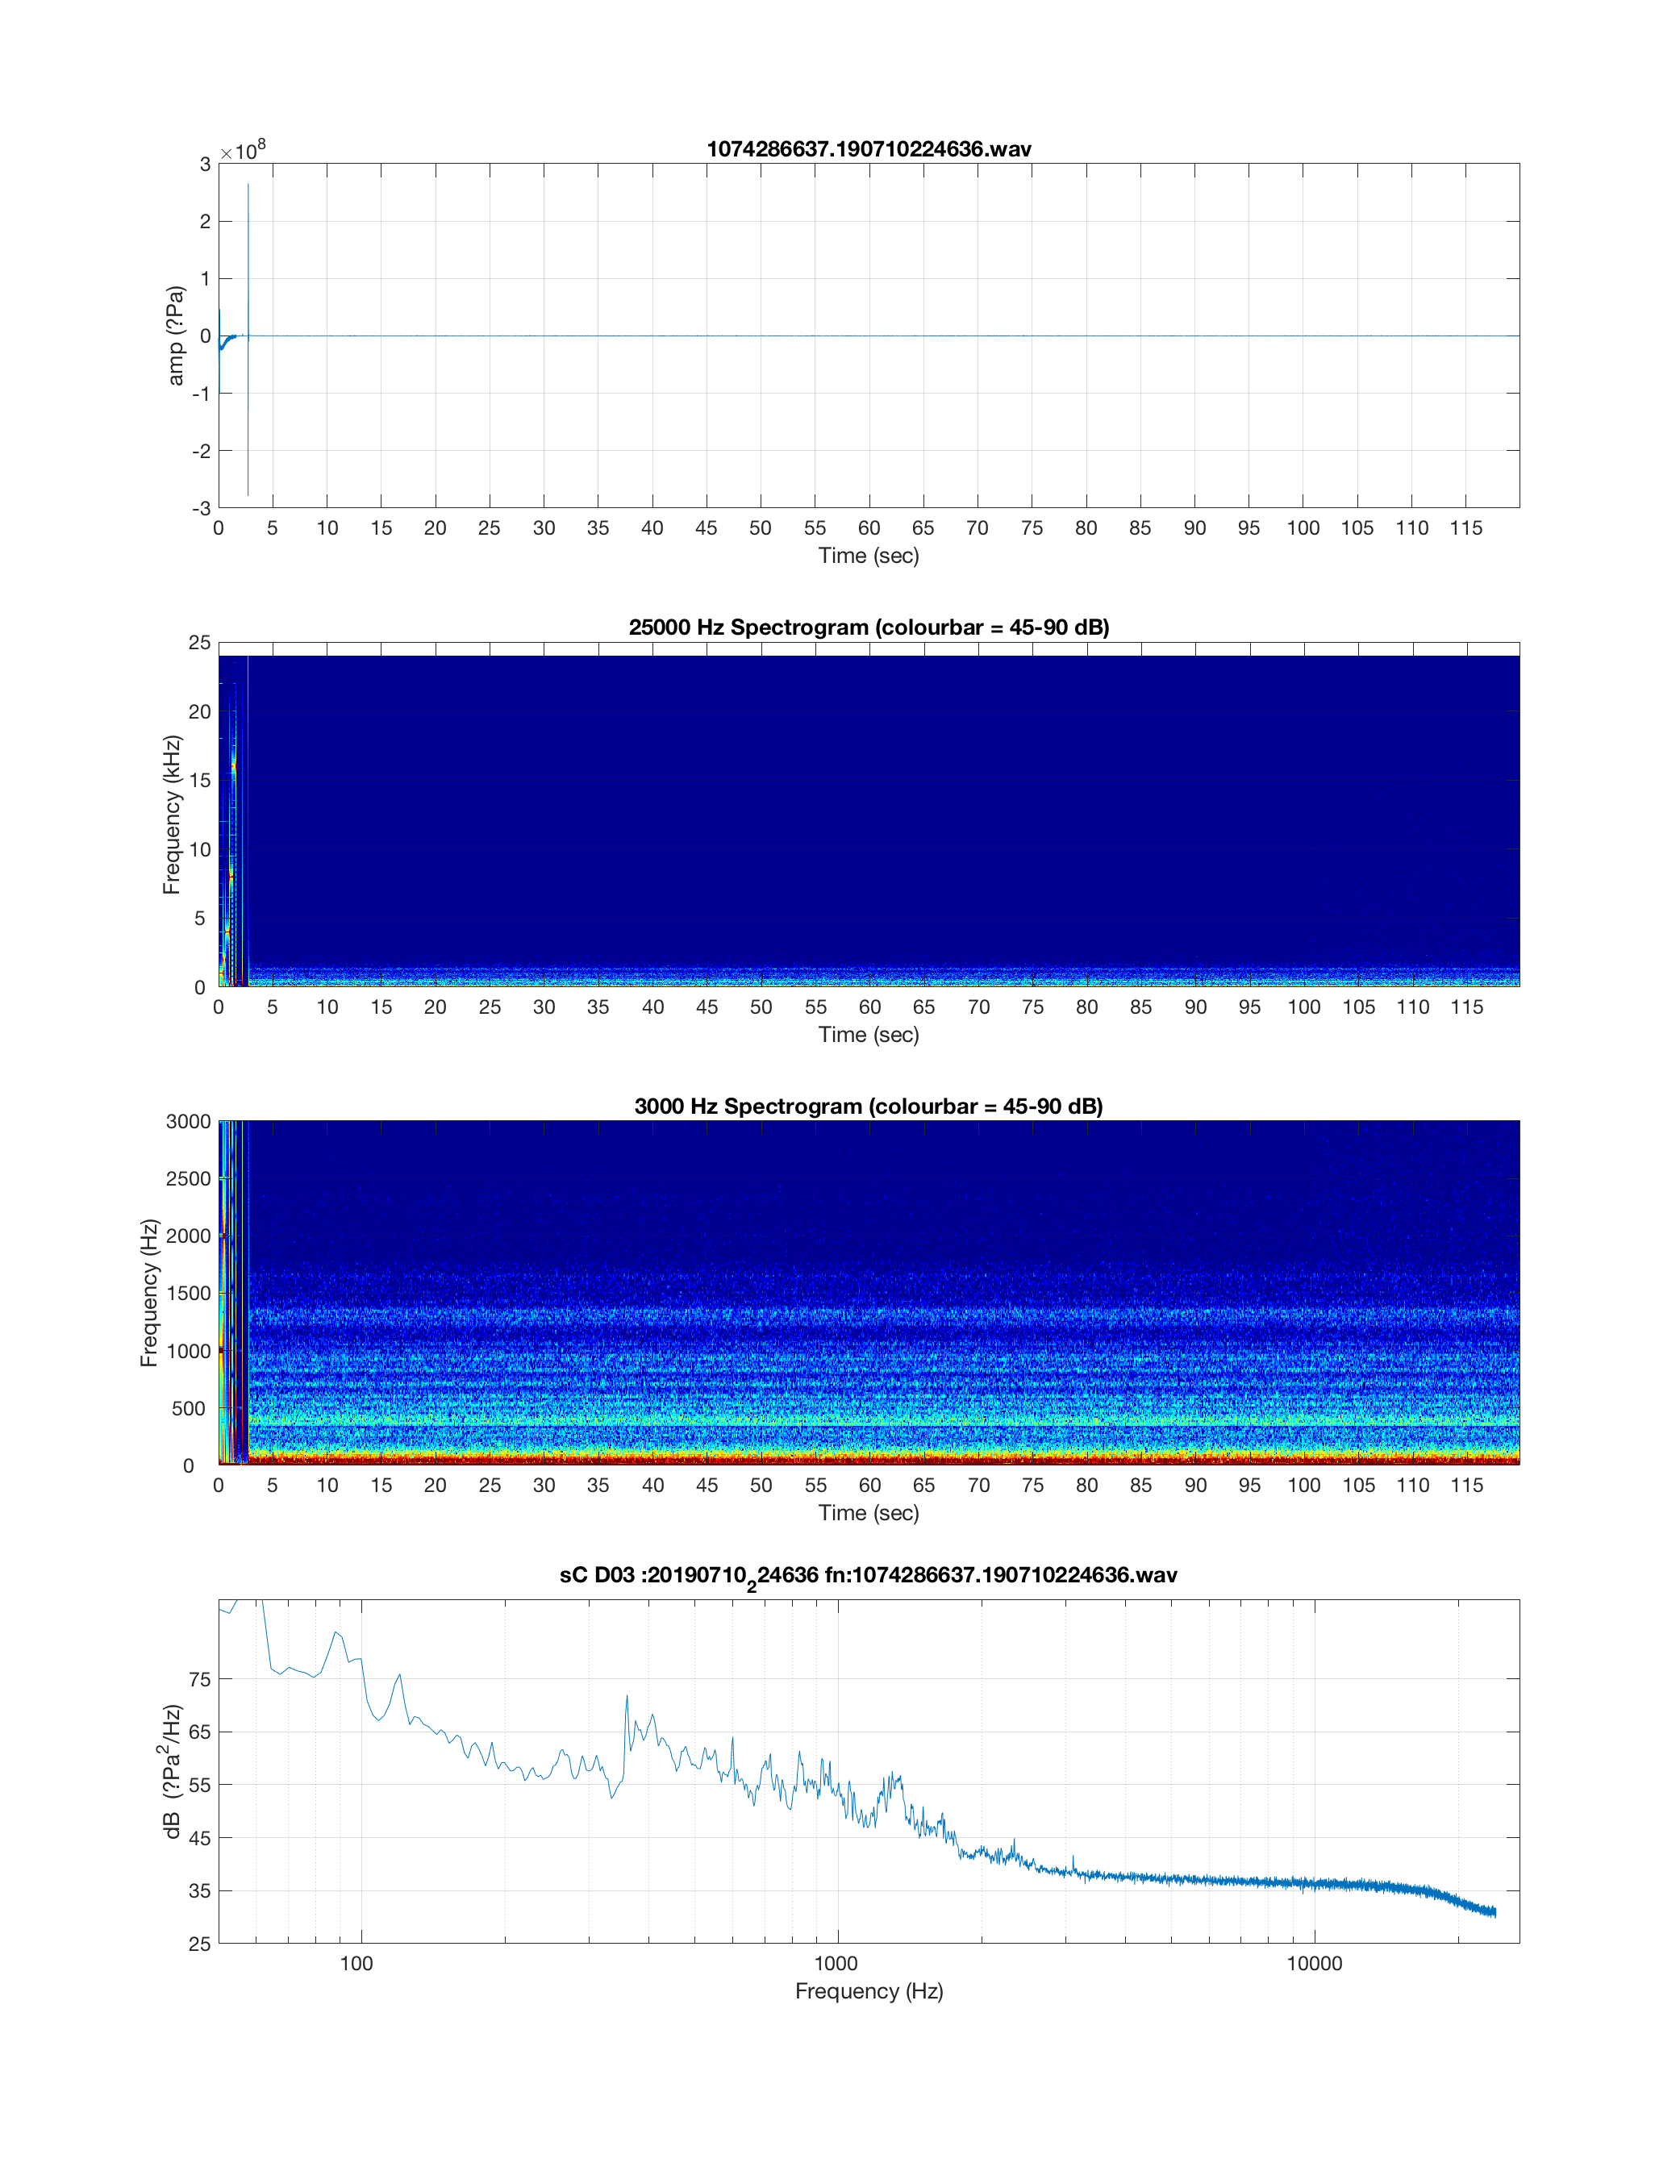 1074286637.190710224636.wav
×10^8
3
2
1
0
-1
-2
-3
amp (?Pa)
0 5 10 15 20 25 30 35 40 45 50 55 60 65 70 75 80 85 90 95 100 105 110 115
Time (sec)
25000 Hz Spectrogram (colourbar = 45-90 dB)
25
20
15
10
5
0
Frequency (kHz)
0 5 10 15 20 25 30 35 40 45 50 55 60 65 70 75 80 85 90 95 100 105 110 115
Time (sec)
3000 Hz Spectrogram (colourbar = 45-90 dB)
3000
2500
2000
1500
1000
500
0
Frequency (Hz)
0 5 10 15 20 25 30 35 40 45 50 55 60 65 70 75 80 85 90 95 100 105 110 115
Time (sec)
sC D03 :20190710_224636 fn:1074286637.190710224636.wav
75
65
55
45
35
25
dB (?Pa²/Hz)
100 1000 10000
Frequency (Hz)